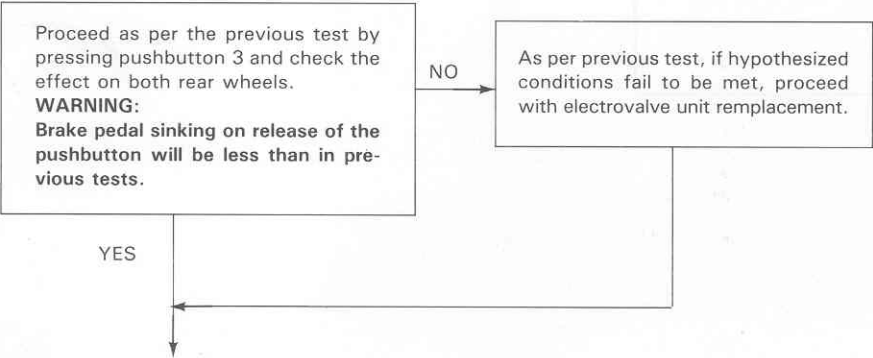 Proceed as per the previous test by
pressing pushbutton 3 and check the
effect on both rear wheels.
WARNING:
Brake pedal sinking on release of the
pushbutton will be less than in pre-
vious tests.
NO
As per previous test, if hypothesized
conditions fail to be met, proceed
with electrovalve unit remplacement.
YES